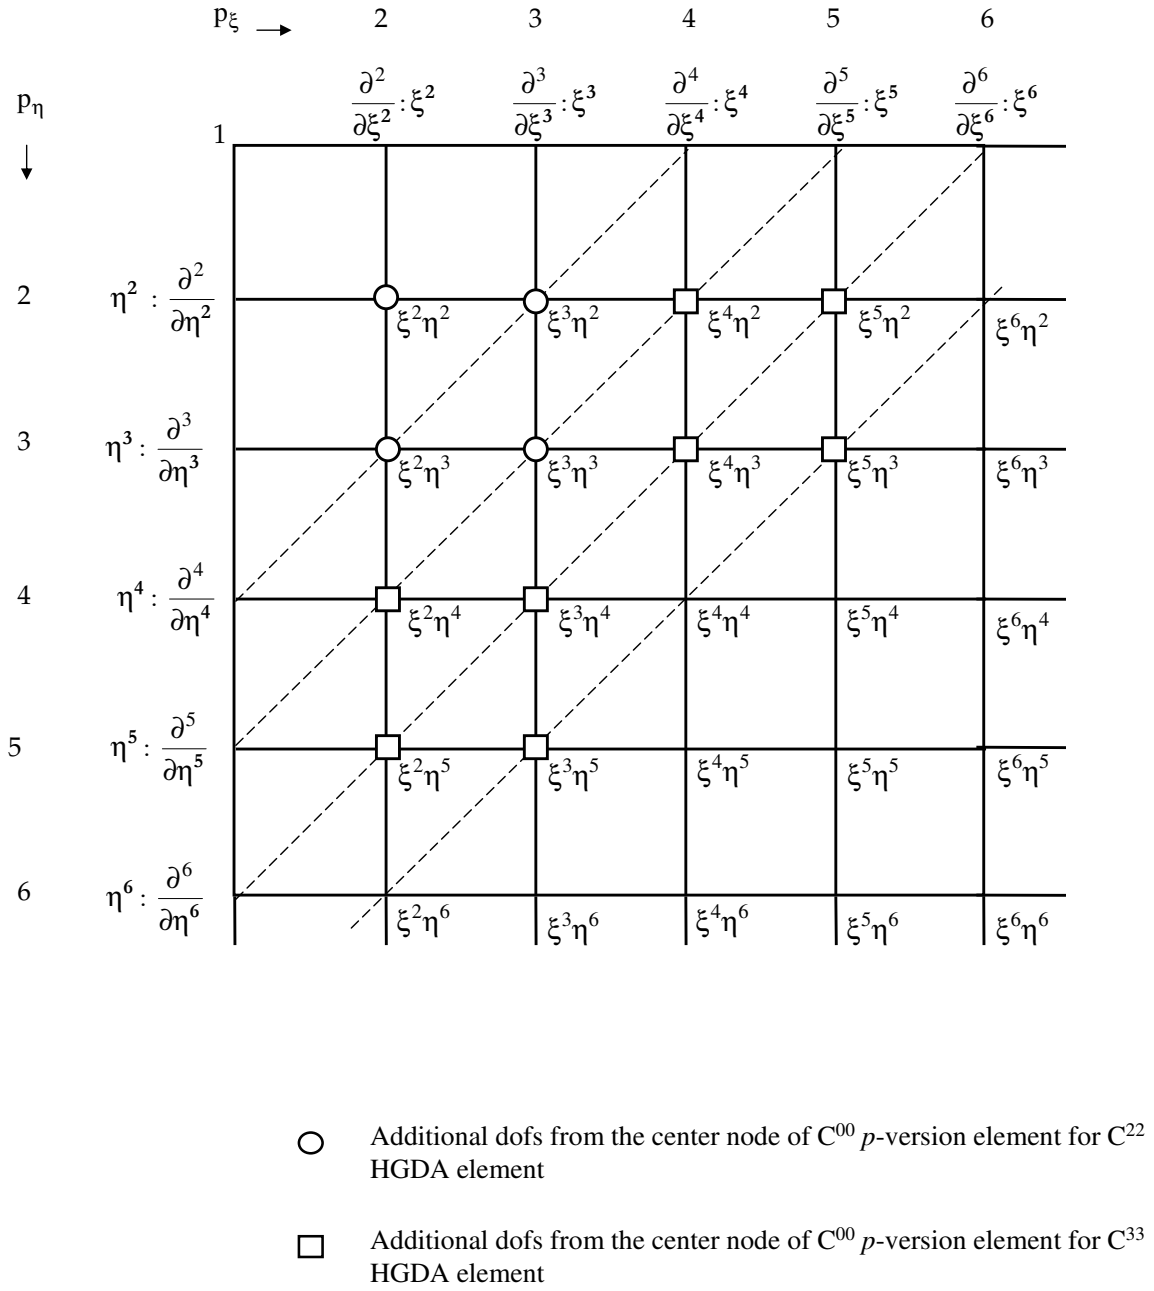 p_ξ → 2 3 4 5 6
∂²/∂ξ² : ξ² ∂³/∂ξ³ : ξ³ ∂⁴/∂ξ⁴ : ξ⁴ ∂⁵/∂ξ⁵ : ξ⁵ ∂⁶/∂ξ⁶ : ξ⁶
p_η
↓
1
2 η² : ∂²/∂η²
ξ²η² ξ³η² ξ⁴η² ξ⁵η² ξ⁶η²
3 η³ : ∂³/∂η³
ξ²η³ ξ³η³ ξ⁴η³ ξ⁵η³ ξ⁶η³
4 η⁴ : ∂⁴/∂η⁴
ξ²η⁴ ξ³η⁴ ξ⁴η⁴ ξ⁵η⁴ ξ⁶η⁴
5 η⁵ : ∂⁵/∂η⁵
ξ²η⁵ ξ³η⁵ ξ⁴η⁵ ξ⁵η⁵ ξ⁶η⁵
6 η⁶ : ∂⁶/∂η⁶
ξ²η⁶ ξ³η⁶ ξ⁴η⁶ ξ⁵η⁶ ξ⁶η⁶
Additional dofs from the center node of C⁰⁰ p-version element for C²²
HGDA element
Additional dofs from the center node of C⁰⁰ p-version element for C³³
HGDA element